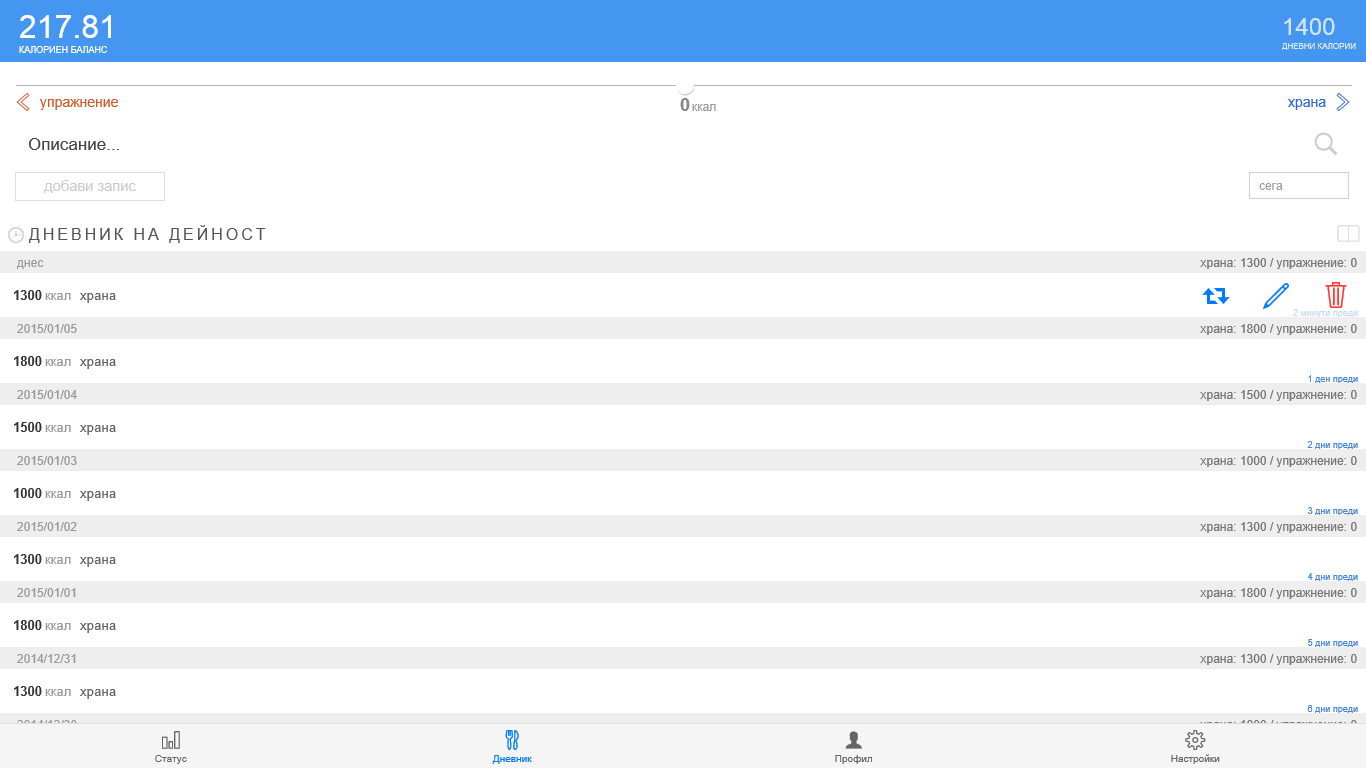 217.81
КАЛОРИЕН БАЛАНС
1400
ДНЕВНИ КАЛОРИИ
упражнение
0 ккал
храна
Описание...
добави запис
сега
ДНЕВНИК НА ДЕЙНОСТ
днес храна: 1300 / упражнение: 0
1300 ккал храна
2 минути преди
2015/01/05 храна: 1800 / упражнение: 0
1800 ккал храна
1 ден преди
2015/01/04 храна: 1500 / упражнение: 0
1500 ккал храна
2 дни преди
2015/01/03 храна: 1000 / упражнение: 0
1000 ккал храна
3 дни преди
2015/01/02 храна: 1300 / упражнение: 0
1300 ккал храна
4 дни преди
2015/01/01 храна: 1800 / упражнение: 0
1800 ккал храна
5 дни преди
2014/12/31 храна: 1300 / упражнение: 0
1300 ккал храна
6 дни преди
Статус
Дневник
Профил
Настройки